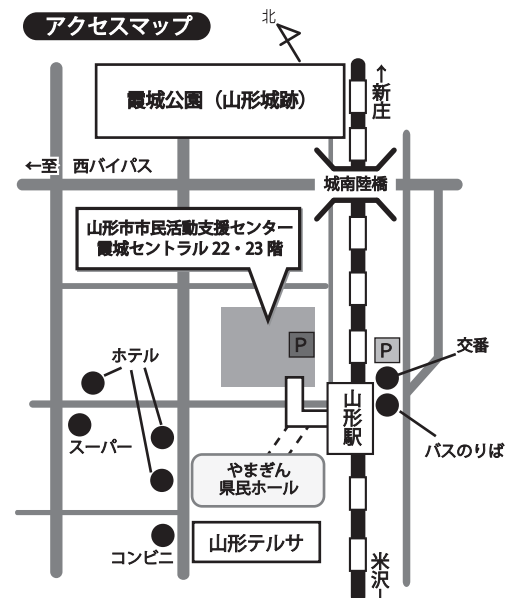 アクセスマップ
北
霞城公園（山形城跡）
↑新庄
←至 西バイパス
城南陸橋
山形市市民活動支援センター
霞城セントラル 22・23 階
P
P
交番
ホテル
山形駅
スーパー
バスのりば
やまぎん
県民ホール
山形テルサ
コンビニ
米沢